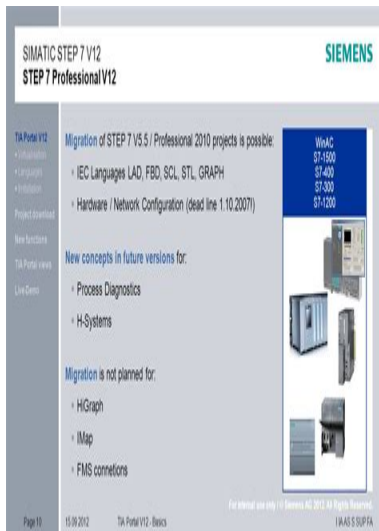 SIMATIC STEP 7 V12
STEP 7 Professional V12
SIEMENS
TIA Portal V12
• Virtualisation
• Languages
• Installation
Project download
New functions
TIA Portal views
Live-Demo
Migration of STEP 7 V5.5 / Professional 2010 projects is possible:
• IEC Languages LAD, FBD, SCL, STL, GRAPH
• Hardware / Network Configuration (dead line 1.10.2007!)
New concepts in future versions for:
• Process Diagnostics
• H-Systems
Migration is not planned for:
• HiGraph
• IMap
• FMS connetions
WinAC
S7-1500
S7-400
S7-300
S7-1200
For internal use only / © Siemens AG 2012. All Rights Reserved.
Page 10
15.09.2012
TIA Portal V12 - Basics